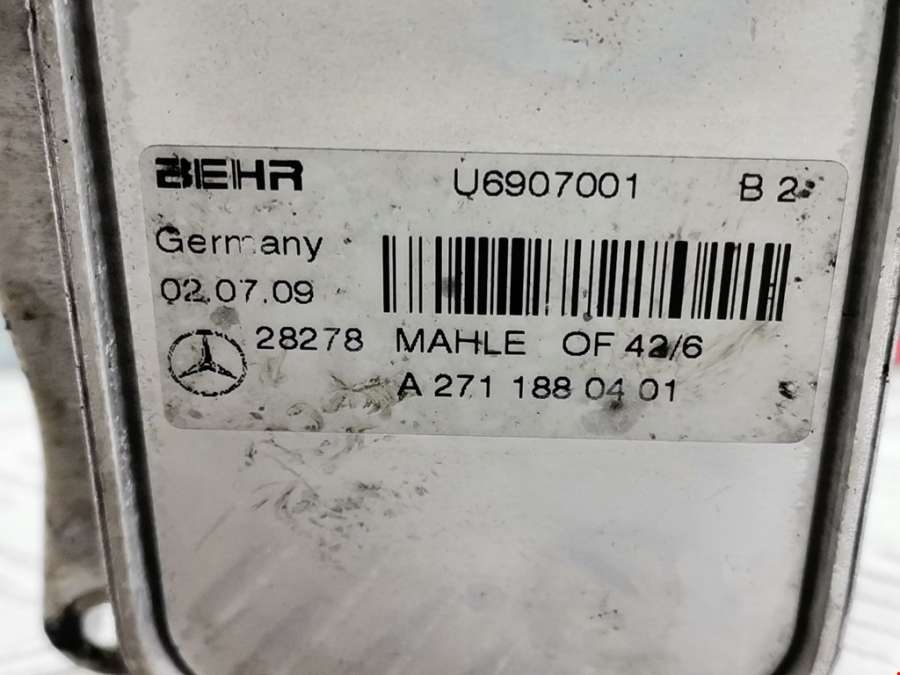 BEHR U6907001 B 2
Germany
02.07.09
28278 MAHLE OF 42/6
A 271 188 04 01